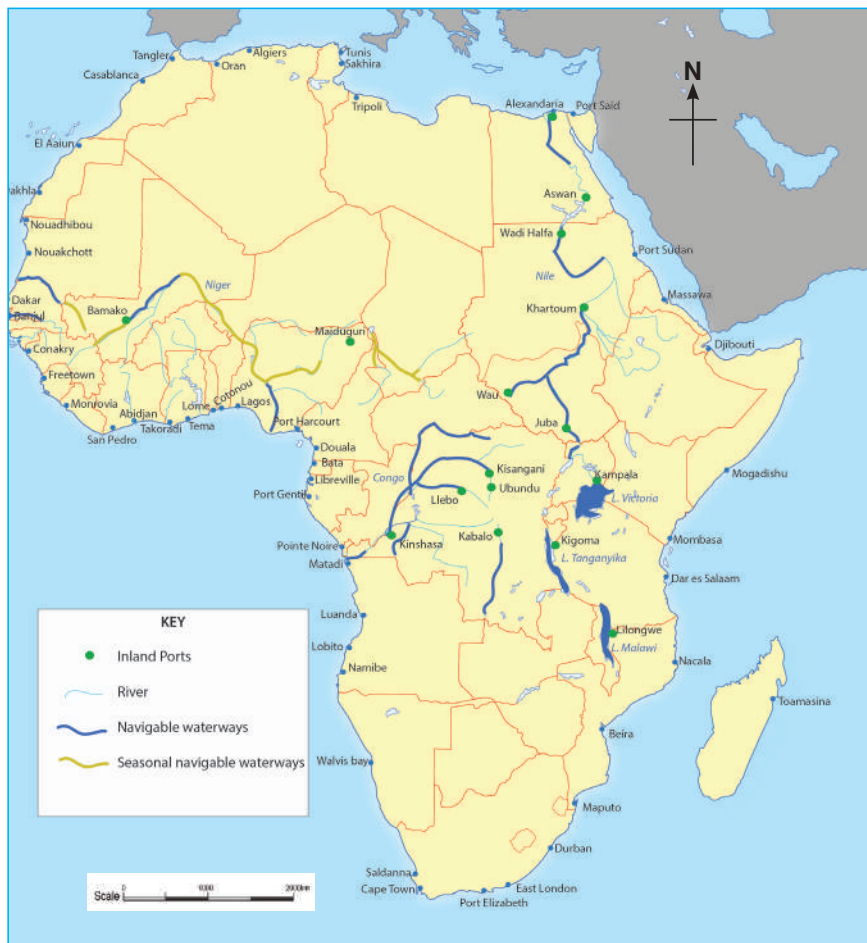 Tangler
Algiers
Oran
Tunis
Sakhira
Casablanca
Tripoli
Alexandaria
Port Said
N
El Aaiun
Aswan
akhla
Nouadhibou
Wadi Halfa
Nouakchott
Port Sudan
Niger
Nile
Dakar
Banjul
Bamako
Massawa
Khartoum
Maiduguri
Conakry
Djibouti
Freetown
Wau
Monrovia
Abidjan
Lome
Cotonou
Lagos
San Pedro
Takoradi
Tema
Port Harcourt
Juba
Douala
Bata
Libreville
Port Gentil
Congo
Kisangani
Ubundu
Llebo
Kampala
L. Victoria
Mogadishu
Pointe Noire
Kinshasa
Kabalo
Kigoma
L. Tanganyika
Mombasa
Matadi
Dar es Salaam
Luanda
Lilongwe
L. Malawi
Lobito
Nacala
Namibe
Toamasina
KEY
Inland Ports
River
Navigable waterways
Seasonal navigable waterways
Walvis bay
Beira
Maputo
Durban
Saldanna
Cape Town
East London
Port Elizabeth
Scale
0 1000 2000km